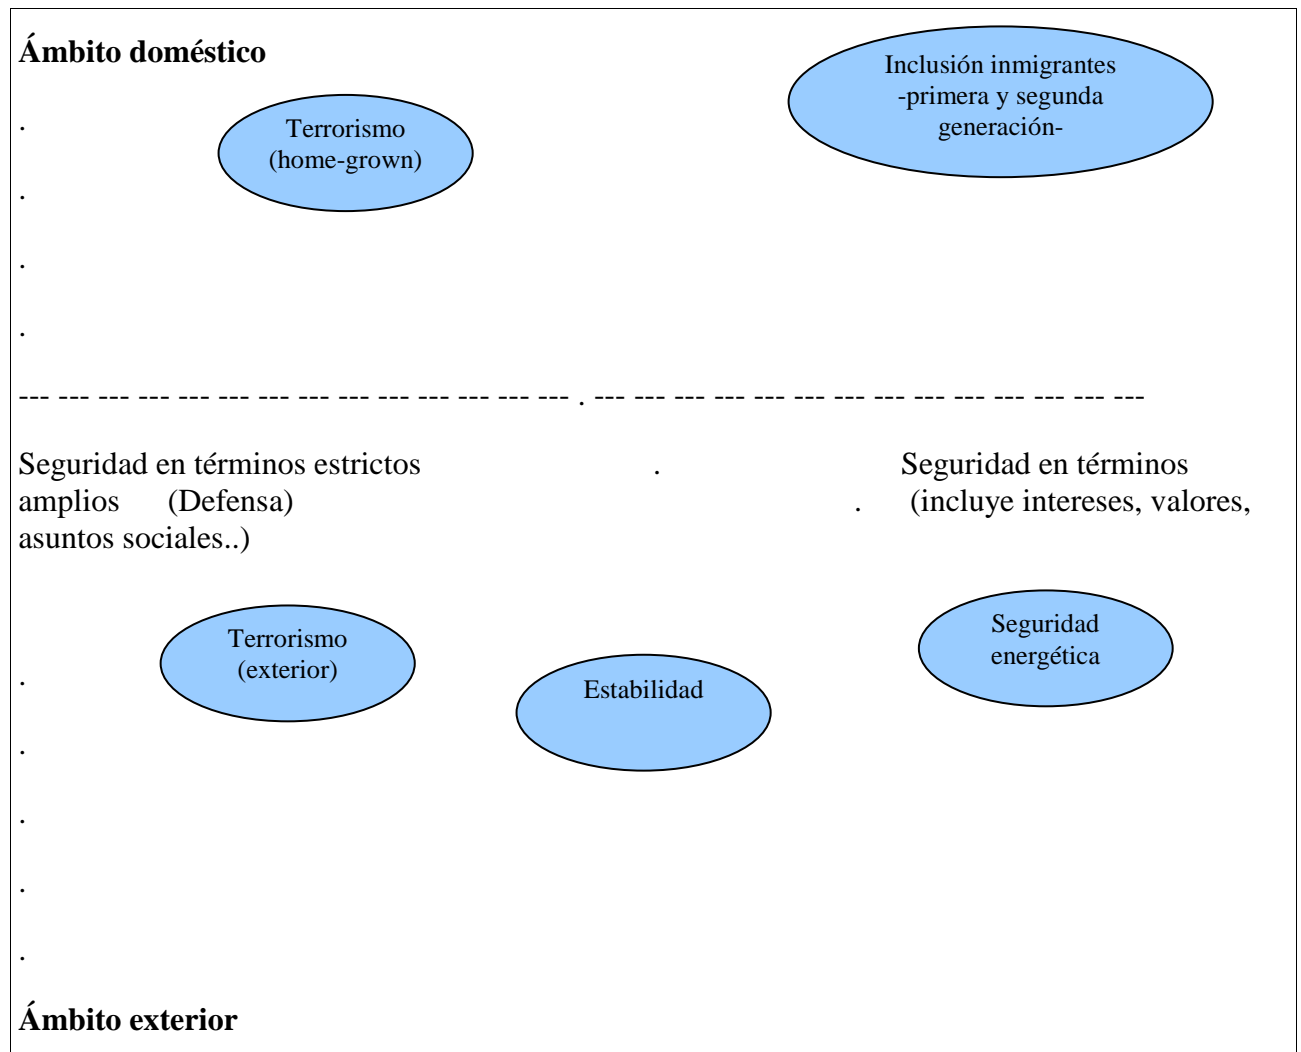 Ámbito doméstico
Inclusión inmigrantes
-primera y segunda
generación-
.
Terrorismo
(home-grown)
.
.
.
--- --- --- --- --- --- --- --- --- --- --- --- --- --- . --- --- --- --- --- --- --- --- --- --- --- --- --- ---
Seguridad en términos estrictos . Seguridad en términos
amplios (Defensa) . (incluye intereses, valores,
asuntos sociales..)
Terrorismo
(exterior)
Estabilidad
Seguridad
energética
.
.
.
.
.
Ámbito exterior